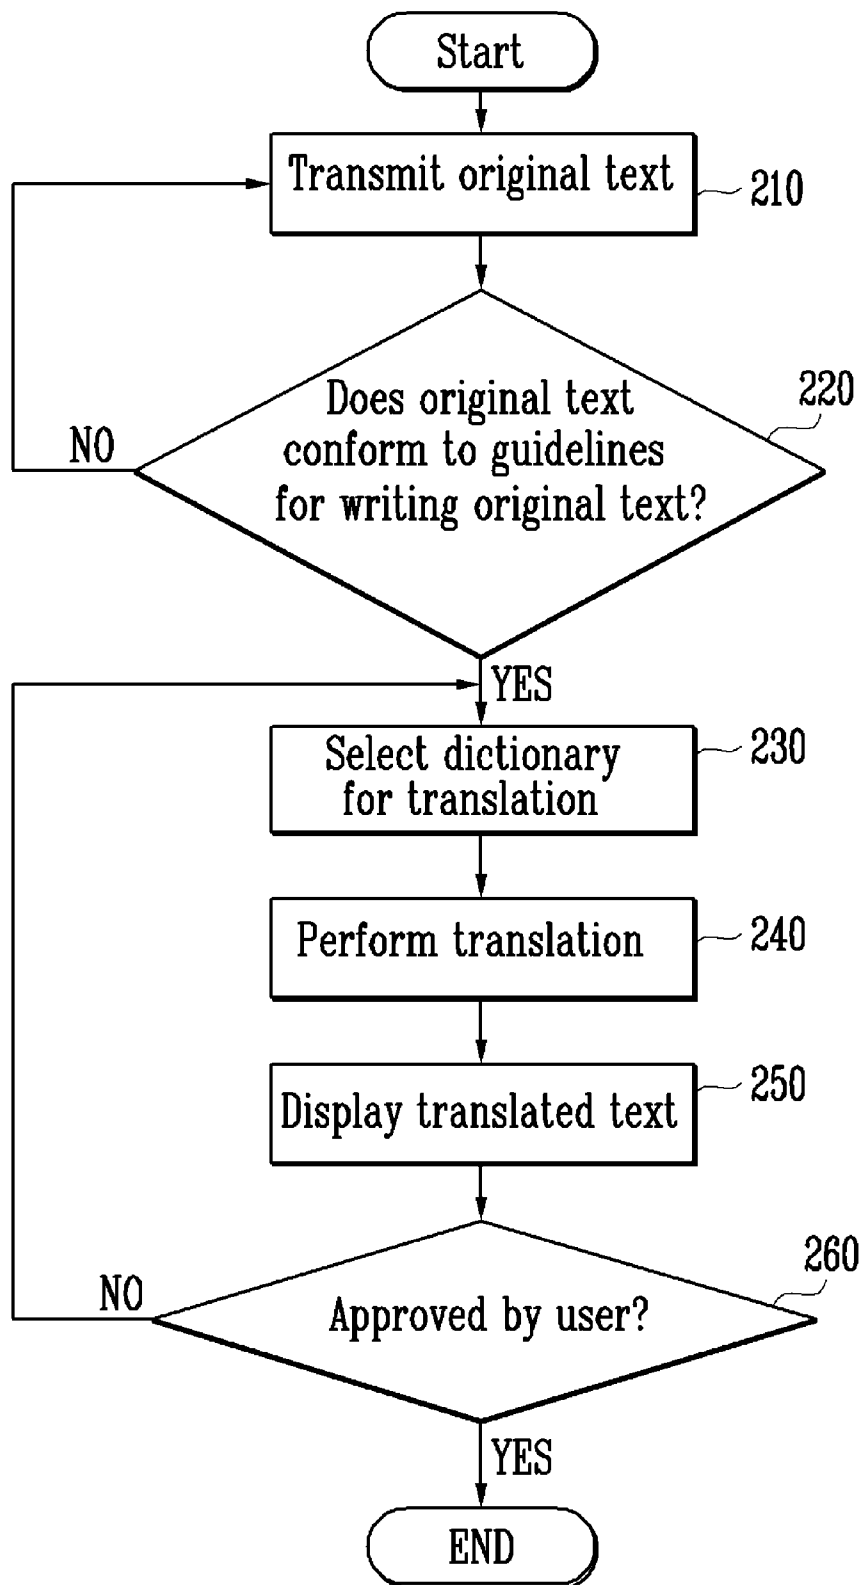 Start
Transmit original text
210
Does original text
conform to guidelines
for writing original text?
220
NO
YES
Select dictionary
for translation
230
Perform translation
240
Display translated text
250
Approved by user?
260
NO
YES
END